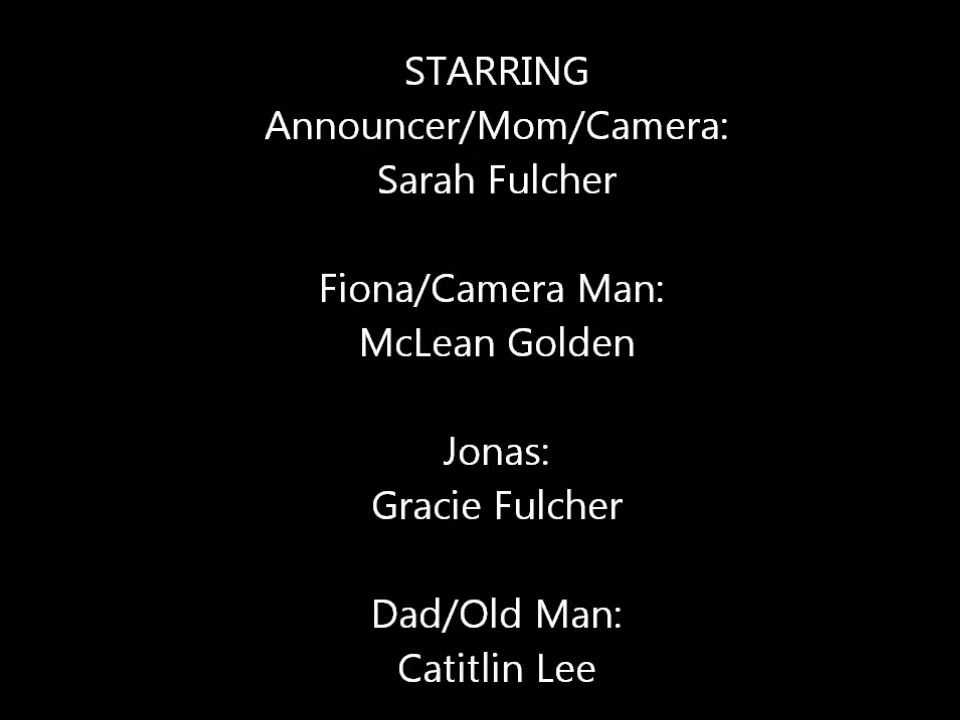 STARRING
Announcer/Mom/Camera:
Sarah Fulcher
Fiona/Camera Man:
McLean Golden
Jonas:
Gracie Fulcher
Dad/Old Man:
Catitlin Lee